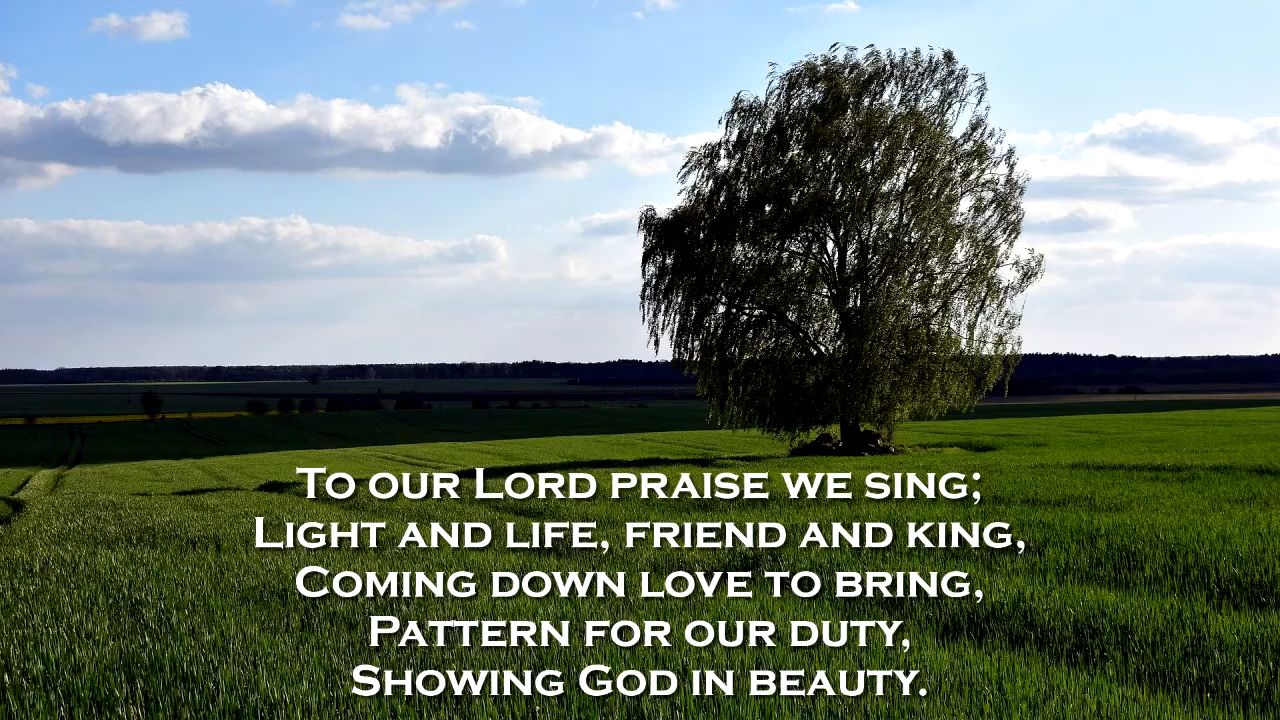 To our Lord praise we sing;
Light and life, friend and king,
Coming down love to bring,
Pattern for our duty,
Showing God in beauty.